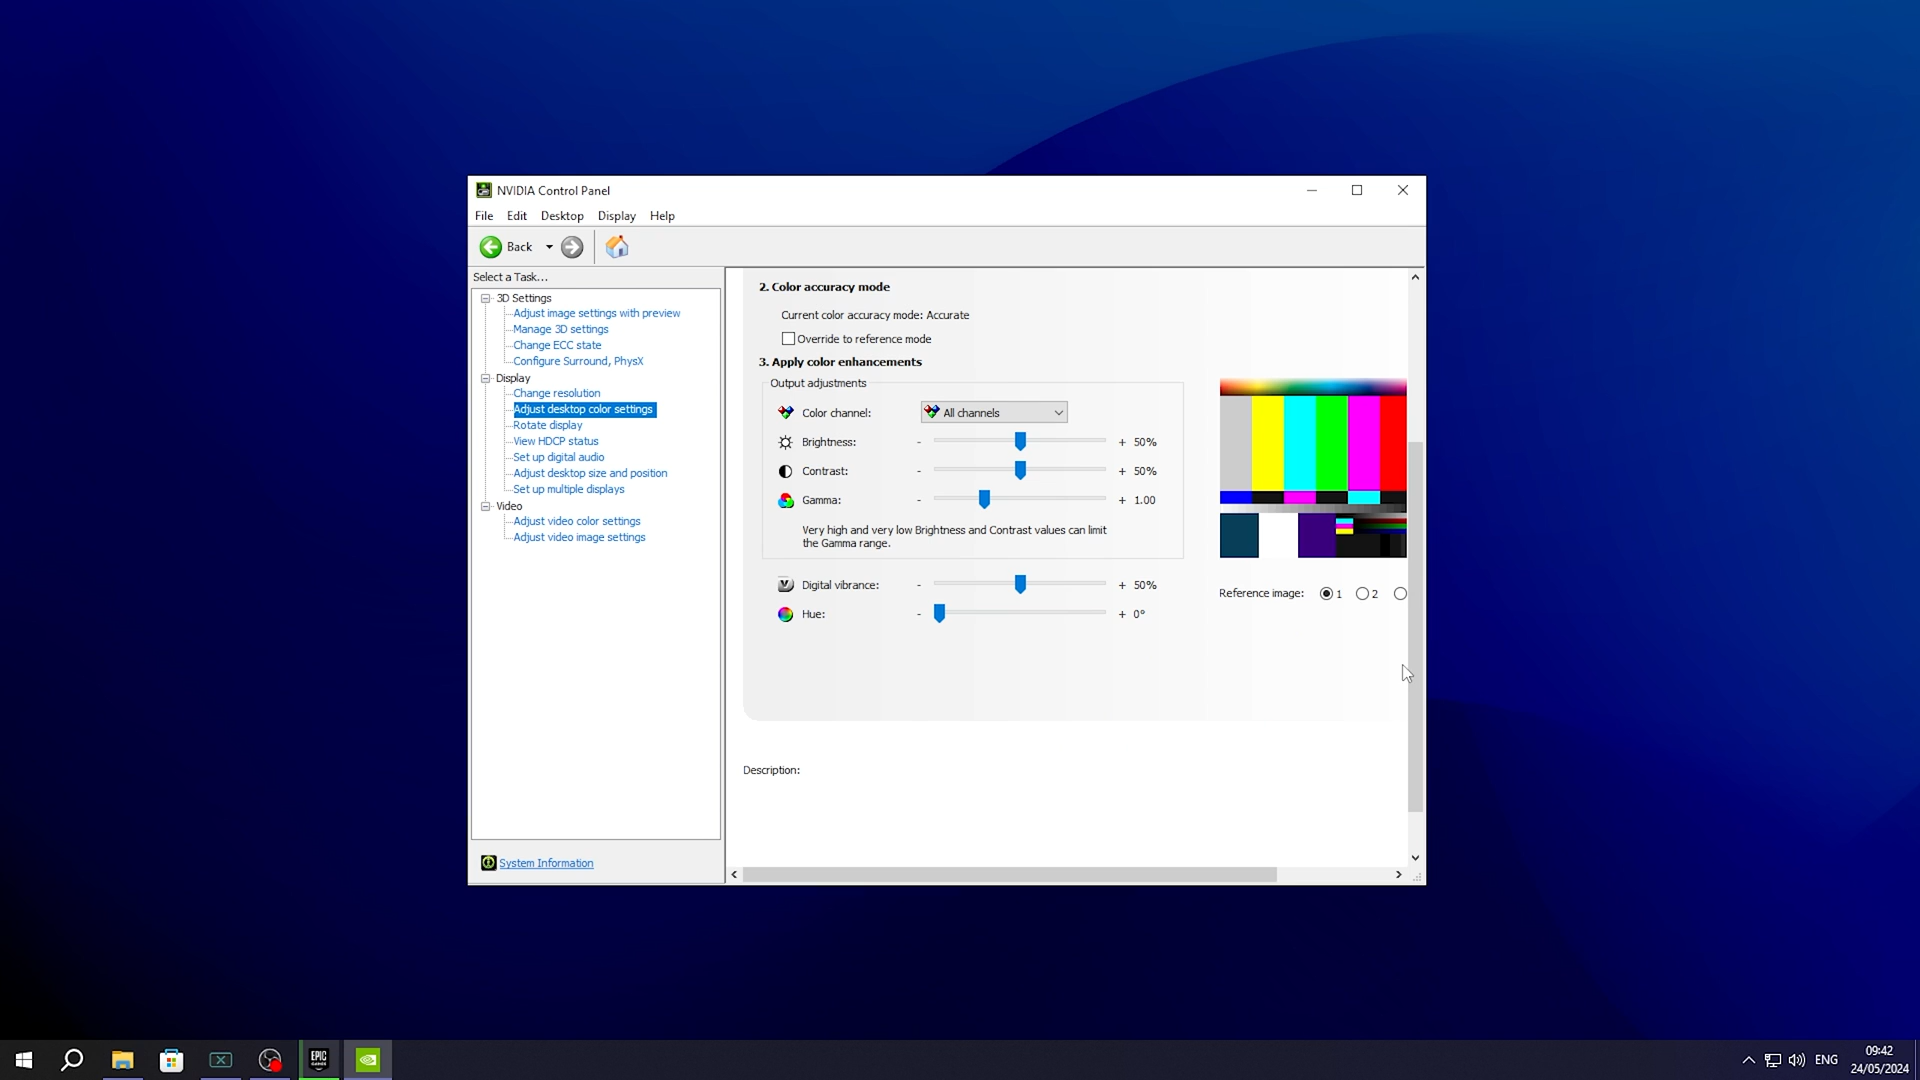 NVIDIA Control Panel
File Edit Desktop Display Help
Back
Select a Task...
3D Settings
Adjust image settings with preview
Manage 3D settings
Change ECC state
Configure Surround, PhysX
Display
Change resolution
Adjust desktop color settings
Rotate display
View HDCP status
Set up digital audio
Adjust desktop size and position
Set up multiple displays
Video
Adjust video color settings
Adjust video image settings
System Information
2. Color accuracy mode
Current color accuracy mode: Accurate
Override to reference mode
3. Apply color enhancements
Output adjustments
Color channel: All channels
Brightness: - + 50%
Contrast: - + 50%
Gamma: - + 1.00
Very high and very low Brightness and Contrast values can limit
the Gamma range.
Digital vibrance: - + 50%
Hue: - + 0°
Reference image: 1 2
Description:
EPIC
GAMES
ENG
09:42
24/05/2024